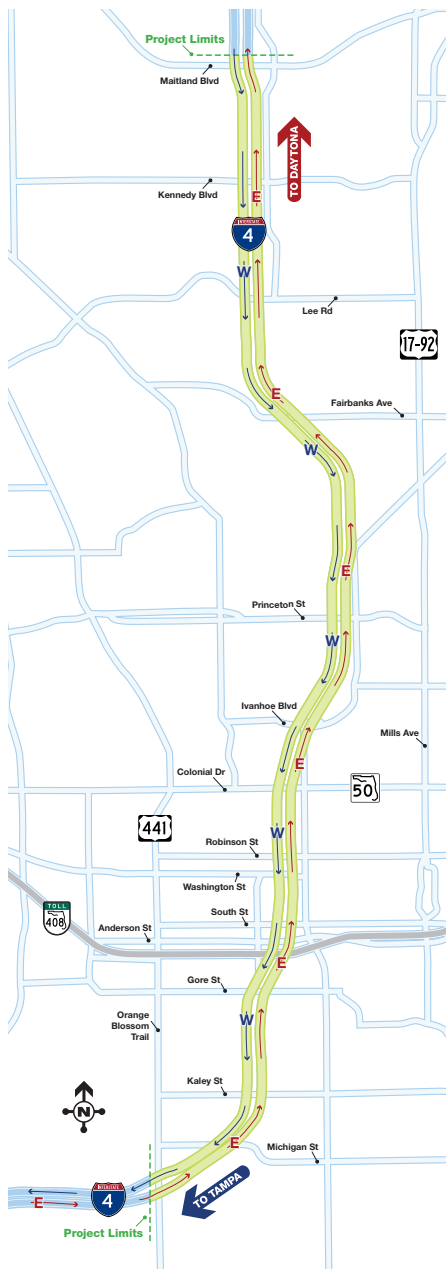 Project Limits
Maitland Blvd
TO DAYTONA
Kennedy Blvd
E
INTERSTATE
4
W
Lee Rd
17-92
E
Fairbanks Ave
W
E
Princeton St
W
Ivanhoe Blvd
Mills Ave
E
Colonial Dr
50
441
W
Robinson St
Washington St
TOLL
408
South St
Anderson St
E
Gore St
Orange
Blossom
Trail
W
Kaley St
N
E
Michigan St
TO TAMPA
INTERSTATE
4
E
Project Limits